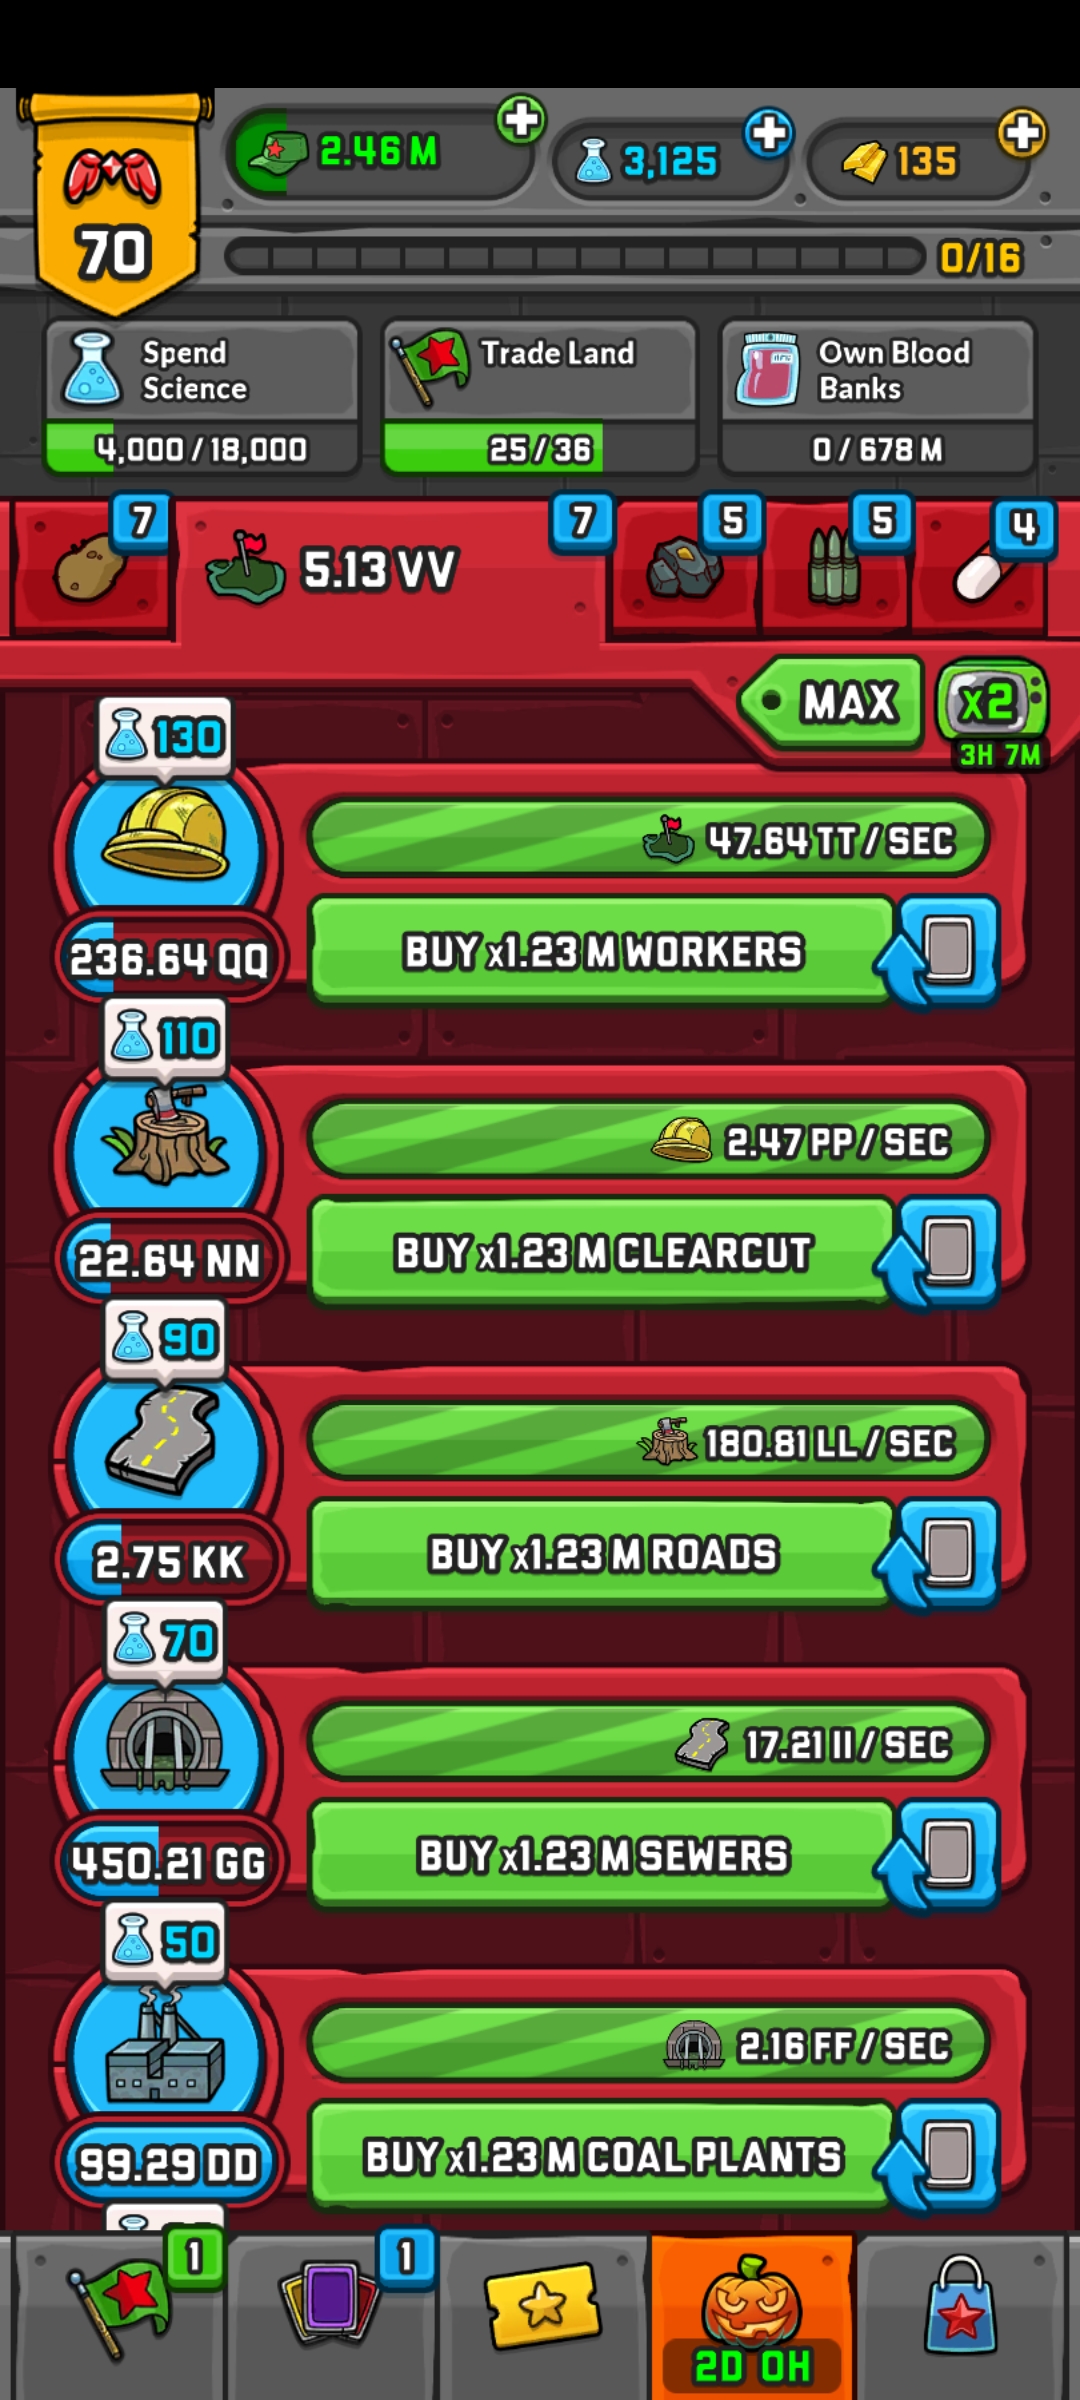 70
2.46 M
3,125
135
0/16
Spend
Science
4,000 / 18,000
Trade Land
25 / 36
Own Blood
Banks
0 / 678 M
7
5.13 VV
7
5
5
4
MAX
x2
3H 7M
130
47.64 TT / SEC
236.64 QQ
BUY x1.23 M WORKERS
110
2.47 PP / SEC
22.64 NN
BUY x1.23 M CLEARCUT
90
180.81 LL / SEC
2.75 KK
BUY x1.23 M ROADS
70
17.21 II / SEC
450.21 GG
BUY x1.23 M SEWERS
50
2.16 FF / SEC
99.29 DD
BUY x1.23 M COAL PLANTS
1
1
2D 0H